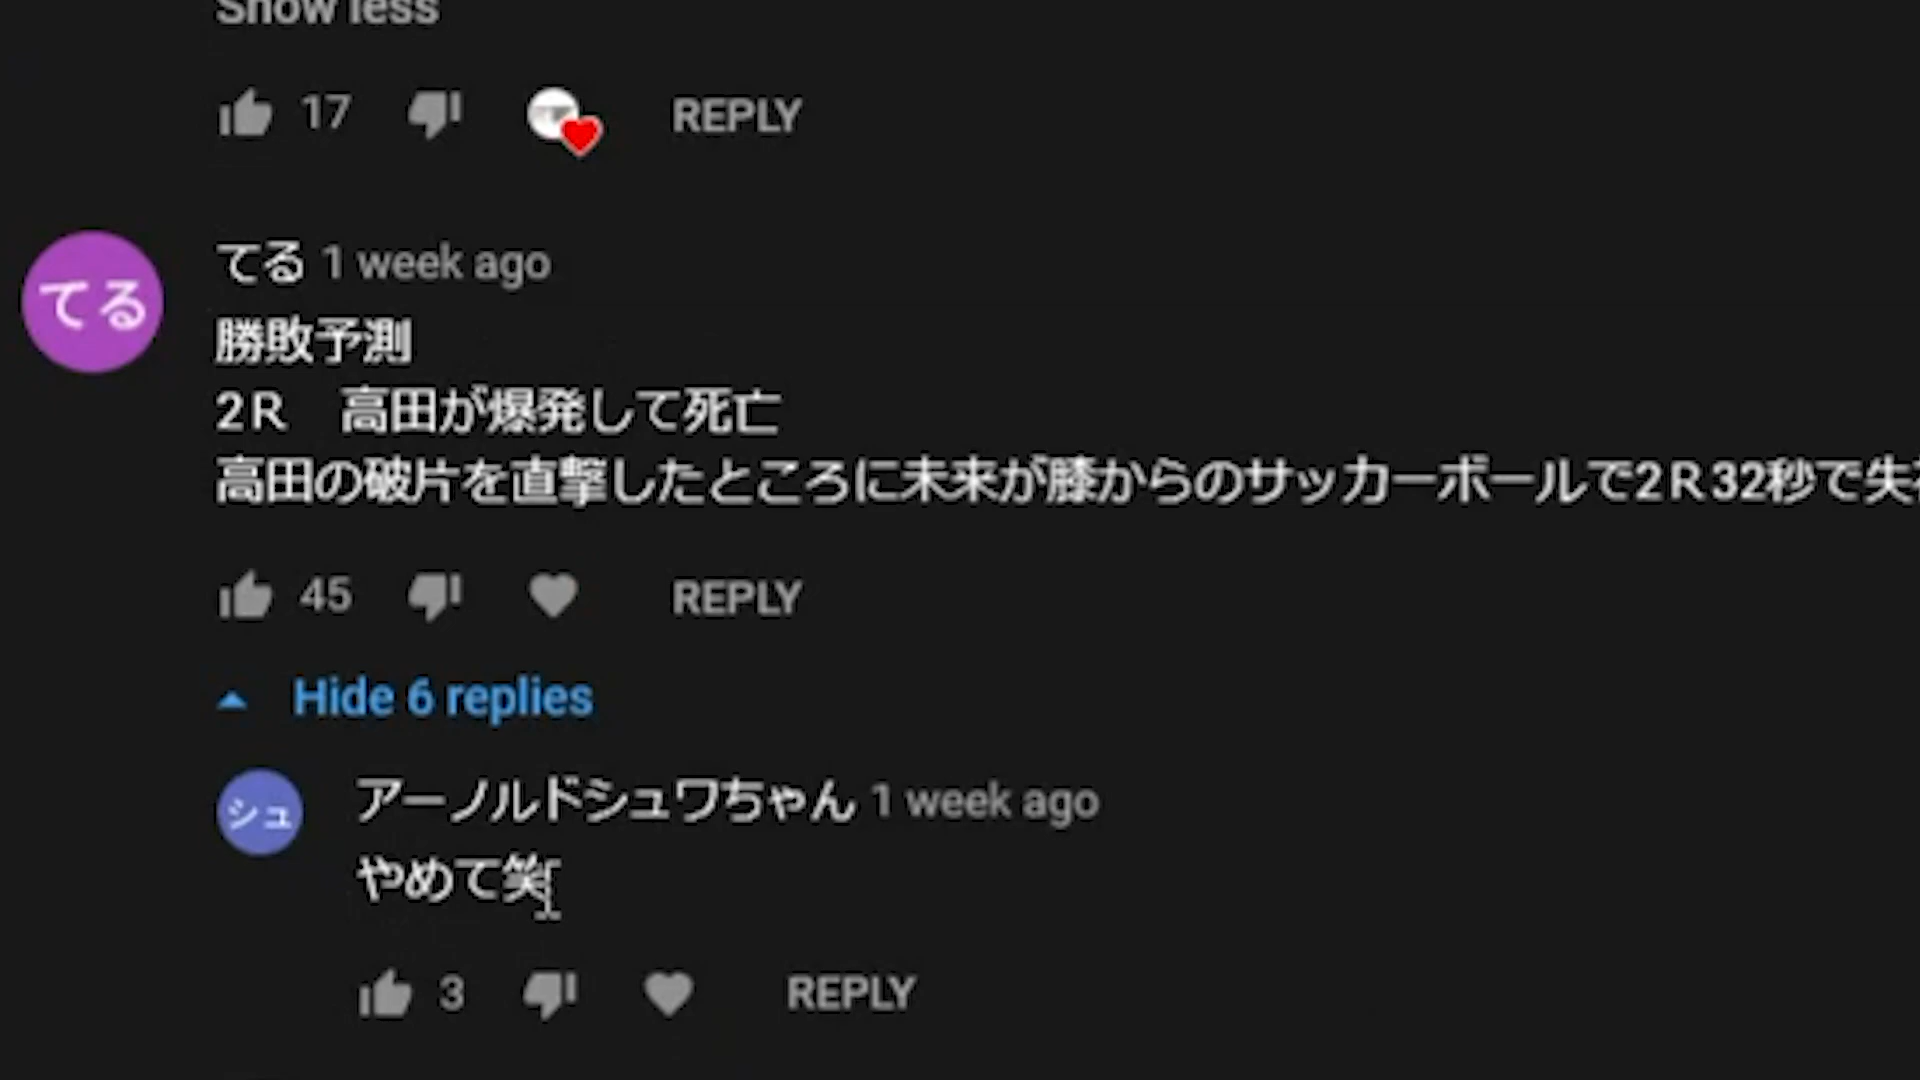 Show less
17 REPLY
てる
てる 1 week ago
勝敗予測
2R　高田が爆発して死亡
高田の破片を直撃したところに未来が膝からのサッカーボールで2R32秒で失
45 REPLY
Hide 6 replies
シュ
アーノルドシュワちゃん 1 week ago
やめて笑
3 REPLY